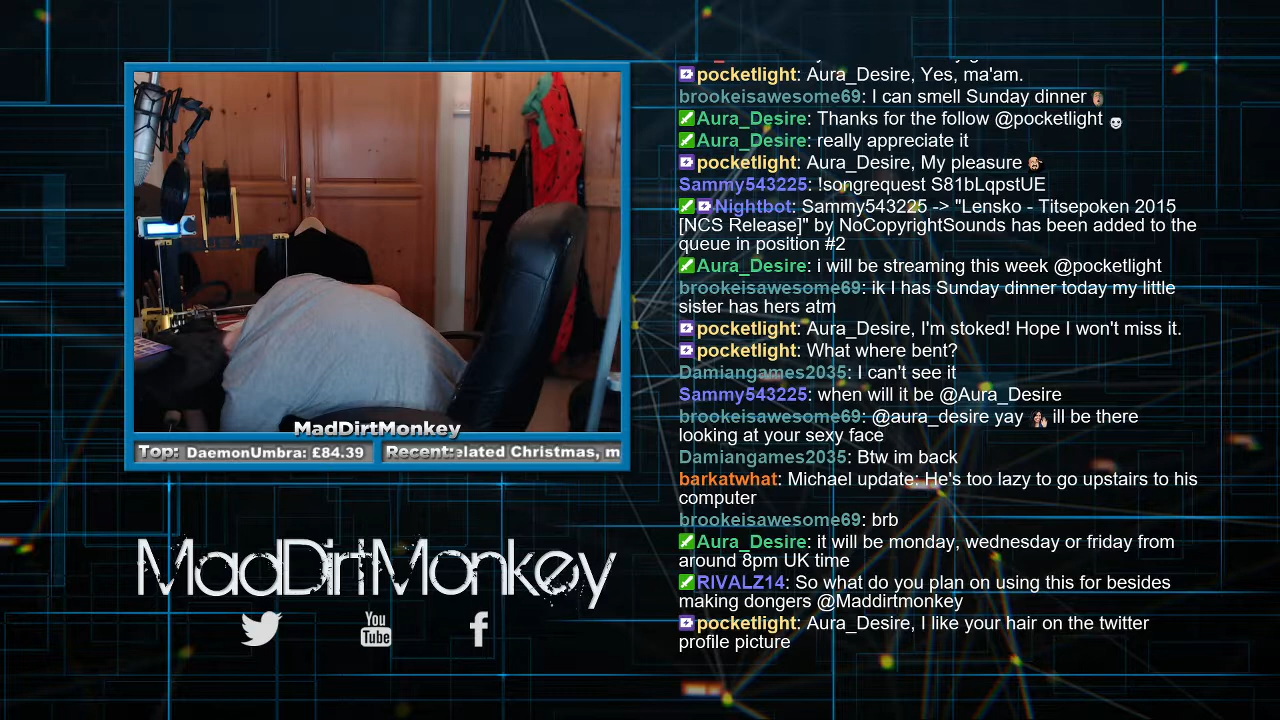 pocketlight: Aura_Desire, Yes, ma'am.
brookeisawesome69: I can smell Sunday dinner
Aura_Desire: Thanks for the follow @pocketlight
Aura_Desire: really appreciate it
pocketlight: Aura_Desire, My pleasure
Sammy543225: !songrequest S81bLqpstUE
Nightbot: Sammy543225 -> "Lensko - Titsepoken 2015
[NCS Release]" by NoCopyrightSounds has been added to the
queue in position #2
Aura_Desire: i will be streaming this week @pocketlight
brookeisawesome69: ik I has Sunday dinner today my little
sister has hers atm
pocketlight: Aura_Desire, I'm stoked! Hope I won't miss it.
pocketlight: What where bent?
Damiangames2035: I can't see it
Sammy543225: when will it be @Aura_Desire
brookeisawesome69: @aura_desire yay ill be there
looking at your sexy face
Damiangames2035: Btw im back
barkatwhat: Michael update: He's too lazy to go upstairs to his
computer
brookeisawesome69: brb
Aura_Desire: it will be monday, wednesday or friday from
around 8pm UK time
RIVALZ14: So what do you plan on using this for besides
making dongers @Maddirtmonkey
pocketlight: Aura_Desire, I like your hair on the twitter
profile picture
MadDirtMonkey
Top: DaemonUmbra: £84.39
Recent: elated Christmas, m
MadDirtMonkey
You
Tube